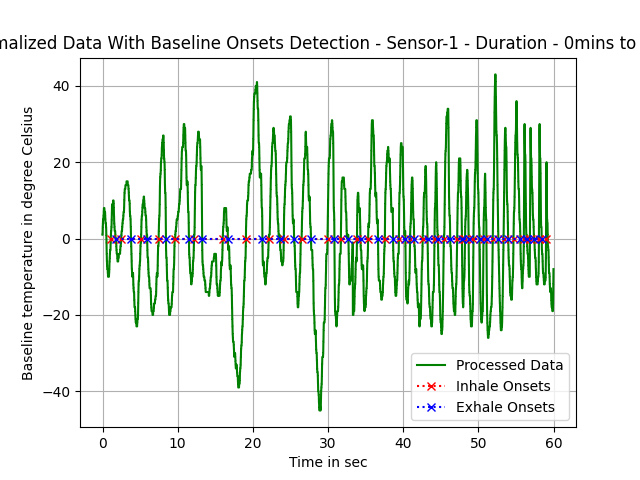 malized Data With Baseline Onsets Detection - Sensor-1 - Duration - 0mins to
Baseline temperature in degree Celsius
40
20
0
−20
−40
Processed Data
Inhale Onsets
Exhale Onsets
0 10 20 30 40 50 60
Time in sec